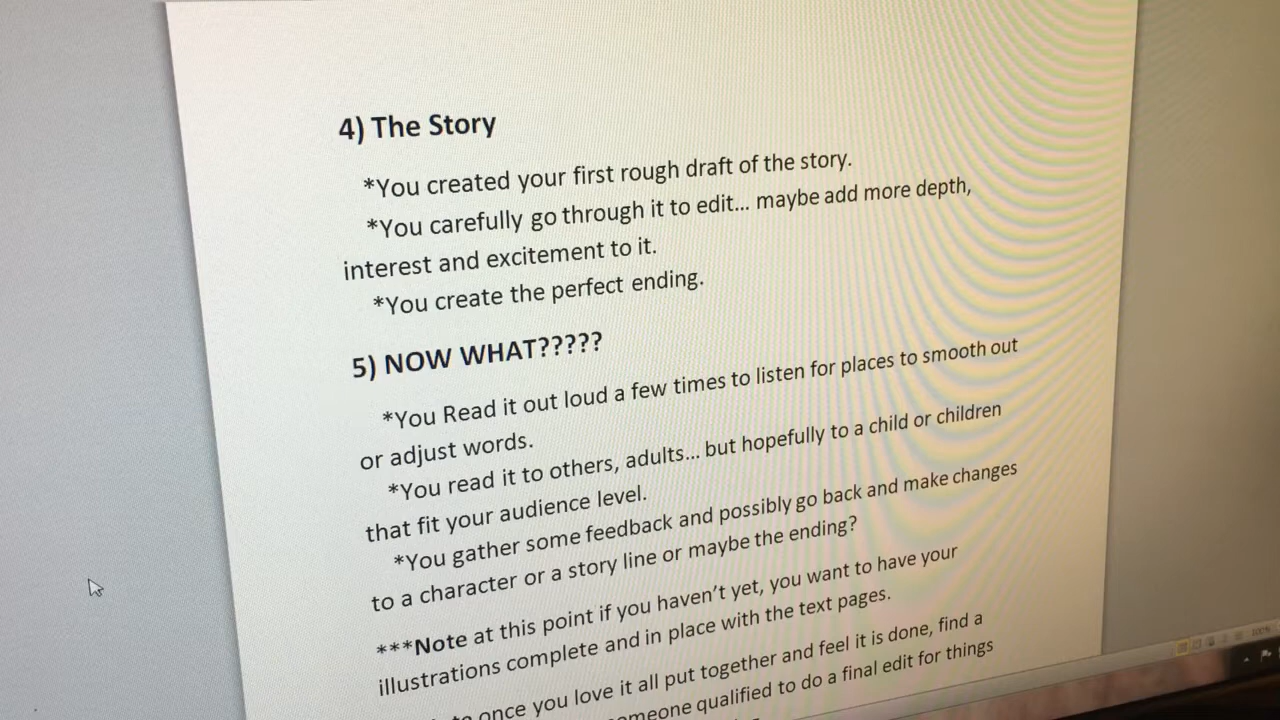 4) The Story
*You created your first rough draft of the story.
*You carefully go through it to edit... maybe add more depth,
interest and excitement to it.
*You create the perfect ending.
5) NOW WHAT?????
*You Read it out loud a few times to listen for places to smooth out
or adjust words.
*You read it to others, adults... but hopefully to a child or children
that fit your audience level.
*You gather some feedback and possibly go back and make changes
to a character or a story line or maybe the ending?
***Note at this point if you haven't yet, you want to have your
illustrations complete and in place with the text pages.
once you love it all put together and feel it is done, find a
qualified to do a final edit for things